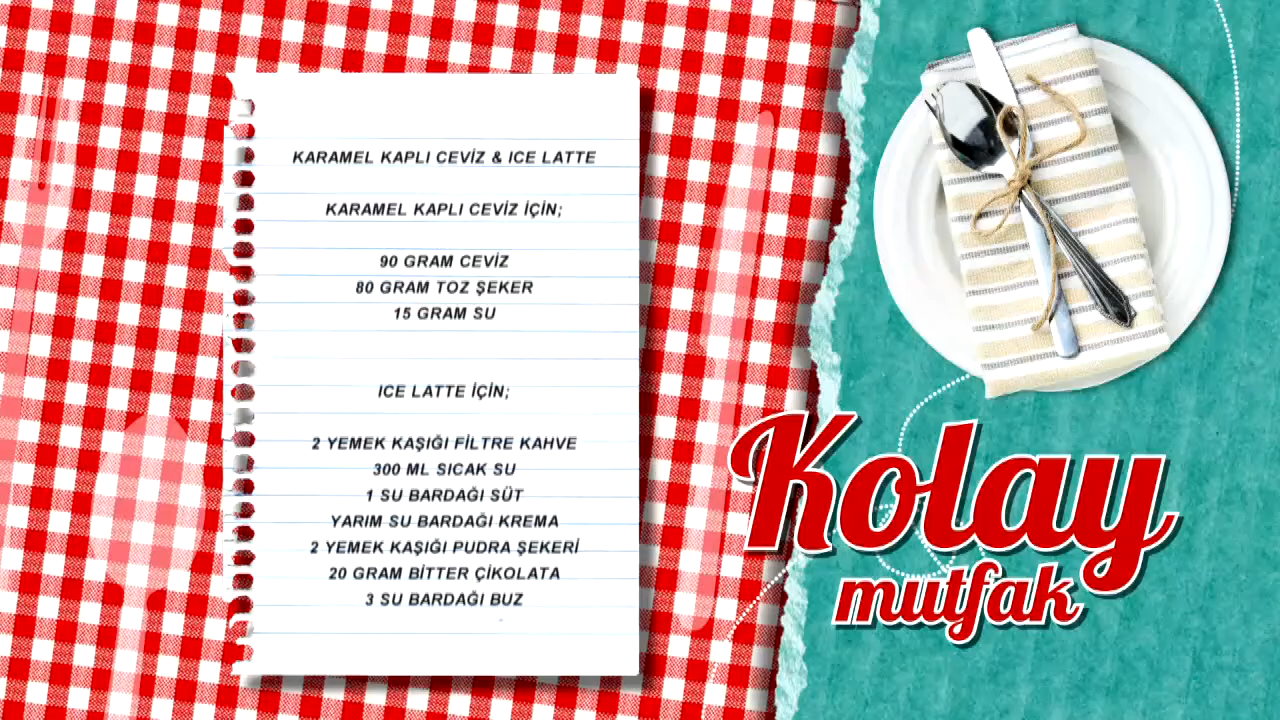 KARAMEL KAPLI CEVİZ & ICE LATTE
KARAMEL KAPLI CEVİZ İÇİN;
90 GRAM CEVİZ
80 GRAM TOZ ŞEKER
15 GRAM SU
ICE LATTE İÇİN;
2 YEMEK KAŞIĞI FİLTRE KAHVE
300 ML SICAK SU
1 SU BARDAĞI SÜT
YARIM SU BARDAĞI KREMA
2 YEMEK KAŞIĞI PUDRA ŞEKERİ
20 GRAM BİTTER ÇİKOLATA
3 SU BARDAĞI BUZ
Kolay
mutfak